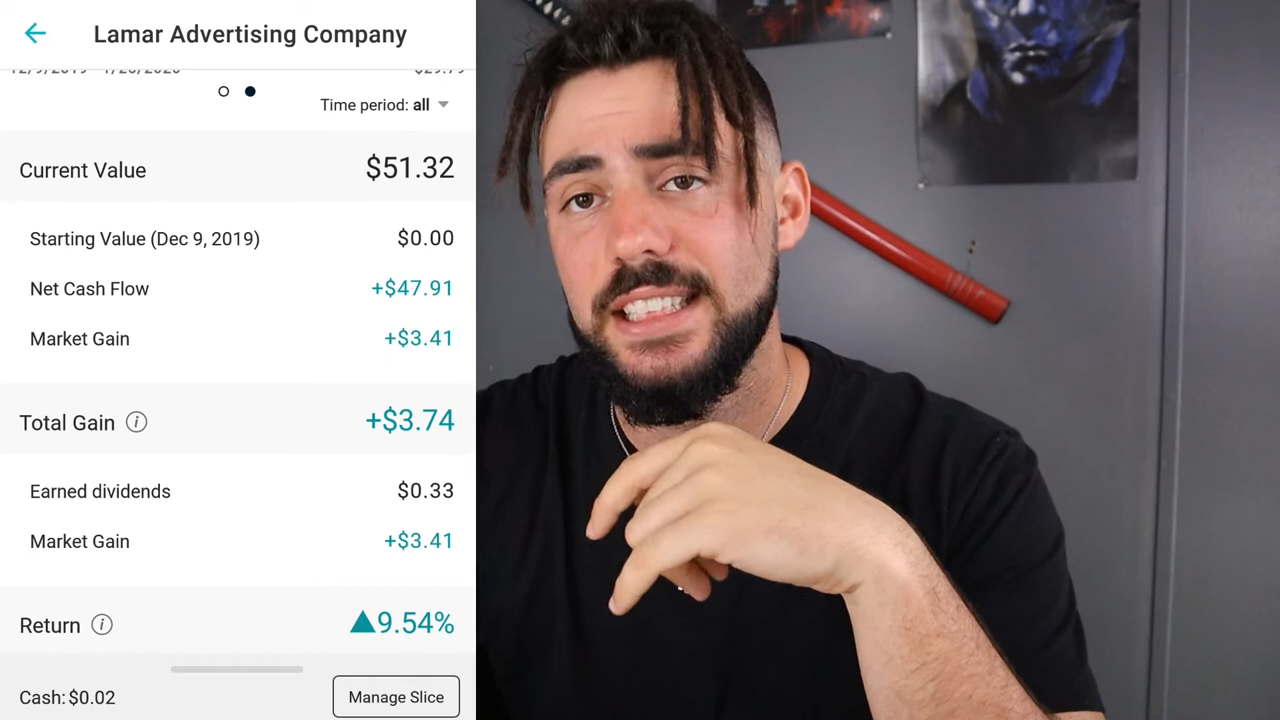 Lamar Advertising Company
Time period: all
Current Value $51.32
Starting Value (Dec 9, 2019) $0.00
Net Cash Flow +$47.91
Market Gain +$3.41
Total Gain +$3.74
Earned dividends $0.33
Market Gain +$3.41
Return ▲9.54%
Cash: $0.02 Manage Slice